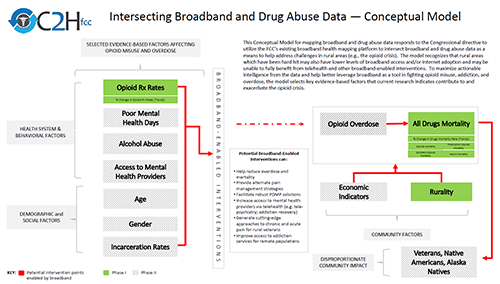 C2H fcc
Intersecting Broadband and Drug Abuse Data — Conceptual Model
SELECTED EVIDENCE-BASED FACTORS AFFECTING
OPIOID MISUSE AND OVERDOSE
This Conceptual Model for mapping broadband and drug abuse data responds to the Congressional directive to
utilize the FCC's existing broadband health mapping platform to intersect broadband and drug abuse data as a
means to help address challenges in rural areas (e.g., the opioid crisis). The model recognizes that rural areas
which have been hard hit may also have lower levels of broadband access and/or Internet adoption and may be
unable to fully benefit from telehealth and other broadband-enabled interventions. To maximize actionable
intelligence from the data and help better leverage broadband as a tool in fighting opioid misuse, addiction, and
overdose, the model selects key evidence-based factors that current research indicates contribute to and
exacerbate the opioid crisis.
HEALTH SYSTEM &
BEHAVIORAL FACTORS
Opioid Rx Rates
Poor Mental
Health Days
Alcohol Abuse
Access to Mental
Health Providers
DEMOGRAPHIC and
SOCIAL FACTORS
Age
Gender
Incarceration Rates
BROADBAND-ENABLED INTERVENTIONS
Potential Broadband-Enabled
Interventions can:
• Help reduce overdose and
mortality
• Provide alternate pain
management strategies
• Facilitate robust PDMP solutions
• Increase access to mental health
providers via telehealth (e.g. tele-
psychiatry; addiction recovery)
• Generate cutting-edge
approaches to chronic and acute
pain for rural veterans
• Improve access to addiction
services for remote populations
Opioid Overdose
All Drugs Mortality
Economic
Indicators
Rurality
COMMUNITY FACTORS
DISPROPORTIONATE
COMMUNITY IMPACT
Veterans, Native
Americans, Alaska
Natives
KEY:
Potential intervention points
enabled by broadband
Phase I
Phase II